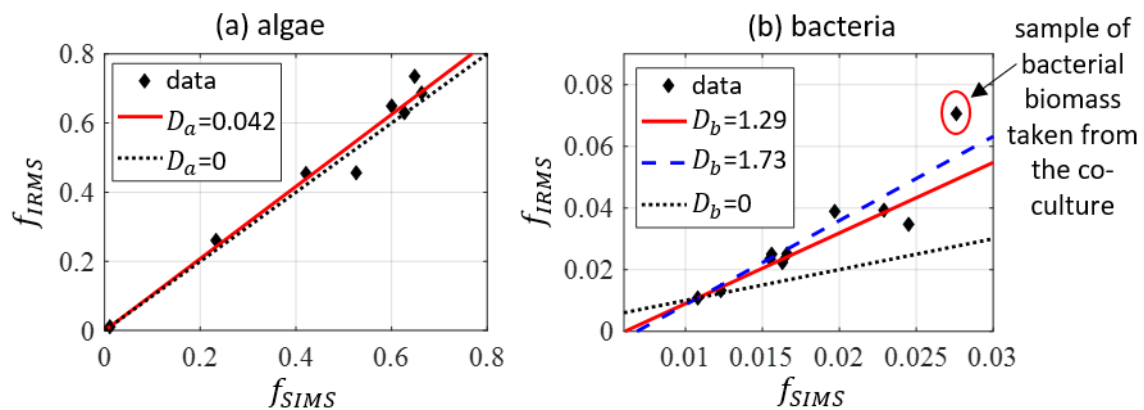 (a) algae
0.8
0.6
0.4
0.2
0
0
0.2
0.4
0.6
0.8
f_IRMS
f_SIMS
data
D_a=0.042
D_a=0
(b) bacteria
0.08
0.06
0.04
0.02
0
0.01
0.015
0.02
0.025
0.03
f_IRMS
f_SIMS
data
D_b=1.29
D_b=1.73
D_b=0
sample of
bacterial
biomass
taken from
the co-
culture